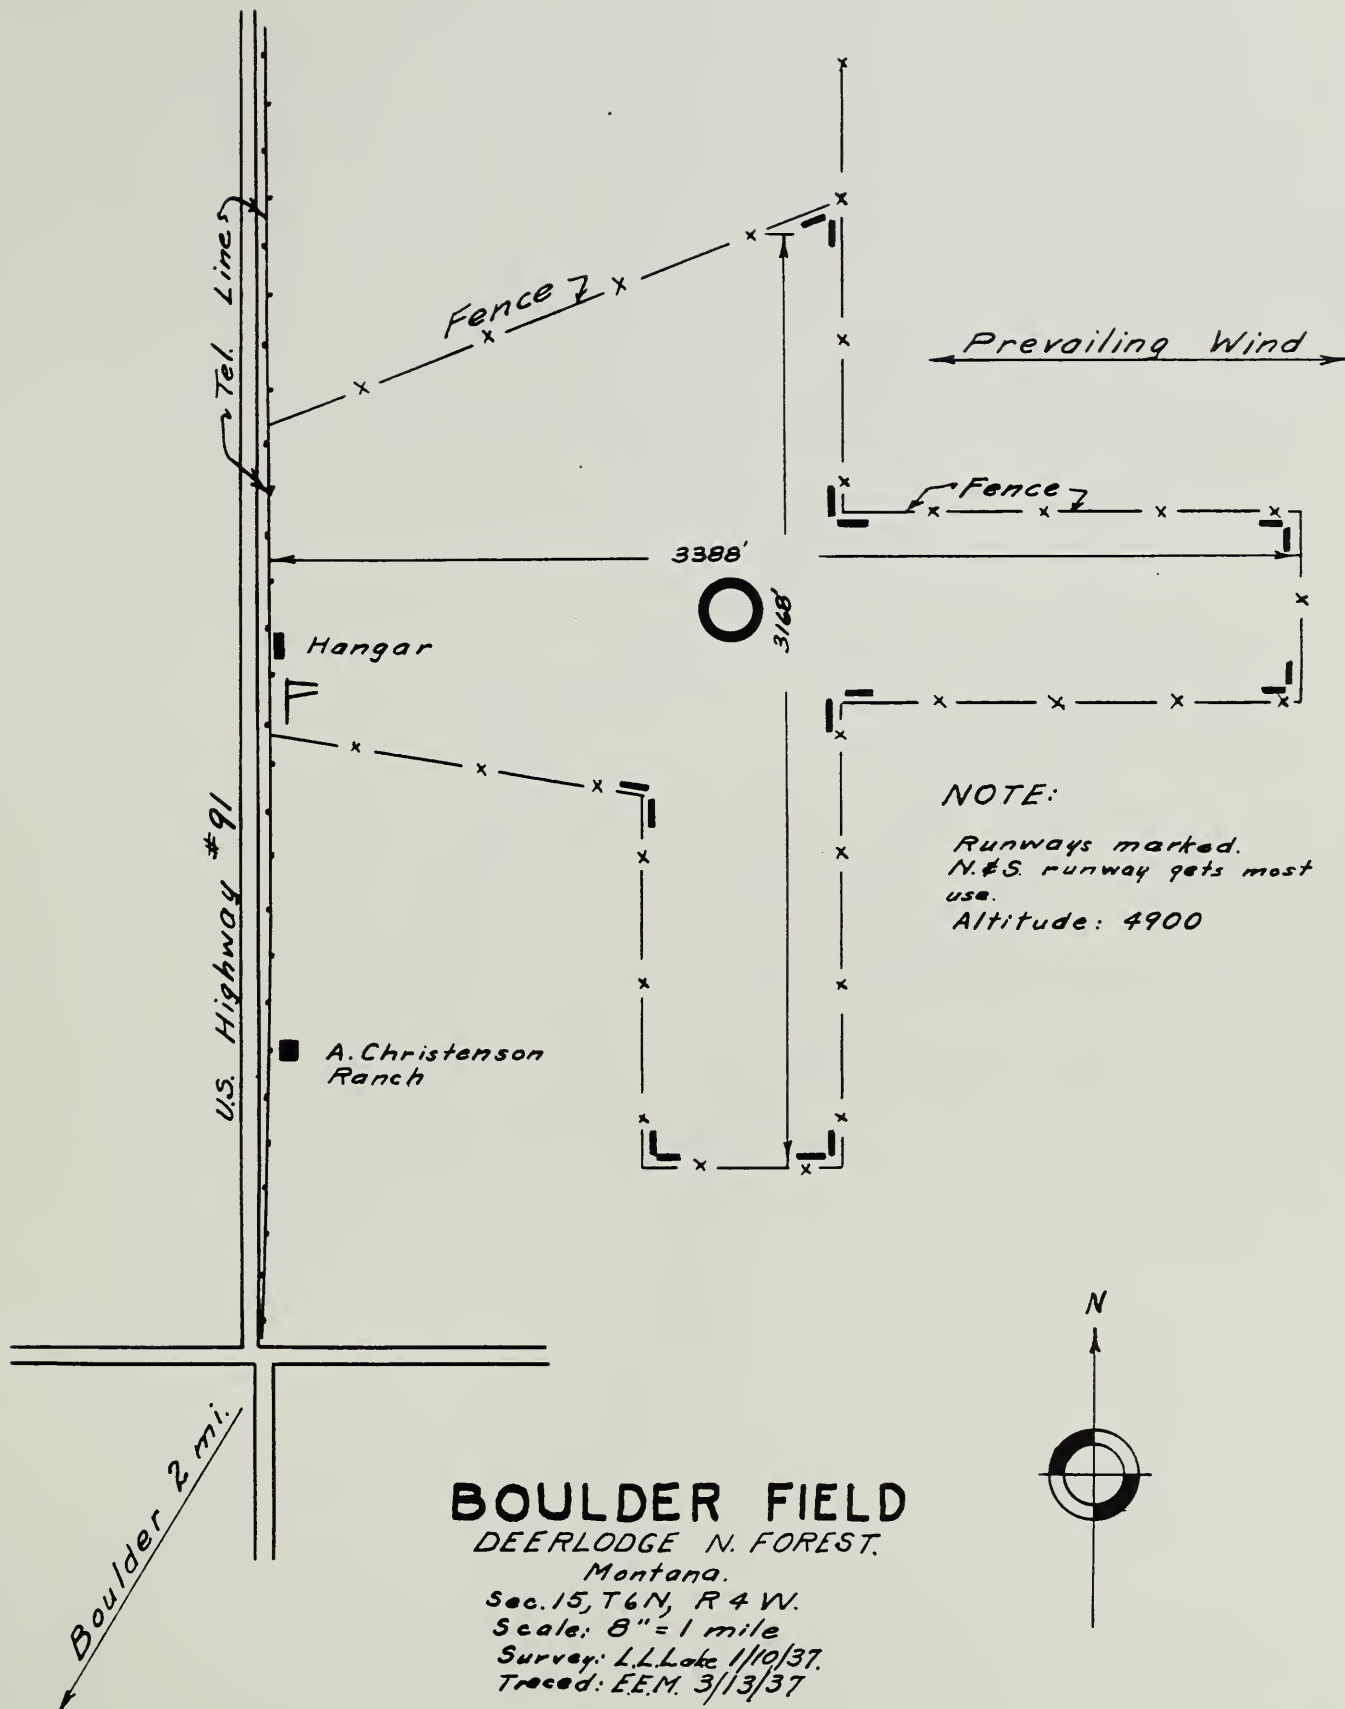 Tel. Lines
Fence
Prevailing Wind
Fence
3388'
3168'
Hangar
U.S. Highway #91
NOTE:
Runways marked.
N. & S. runway gets most
use.
Altitude: 4900
A. Christenson
Ranch
N
Boulder 2 mi.
BOULDER FIELD
DEERLODGE N. FOREST.
Montana.
Sec. 15, T6N, R 4 W.
Scale: 8" = 1 mile
Survey: L.L.Lake 1/10/37.
Traced: E.E.M. 3/13/37